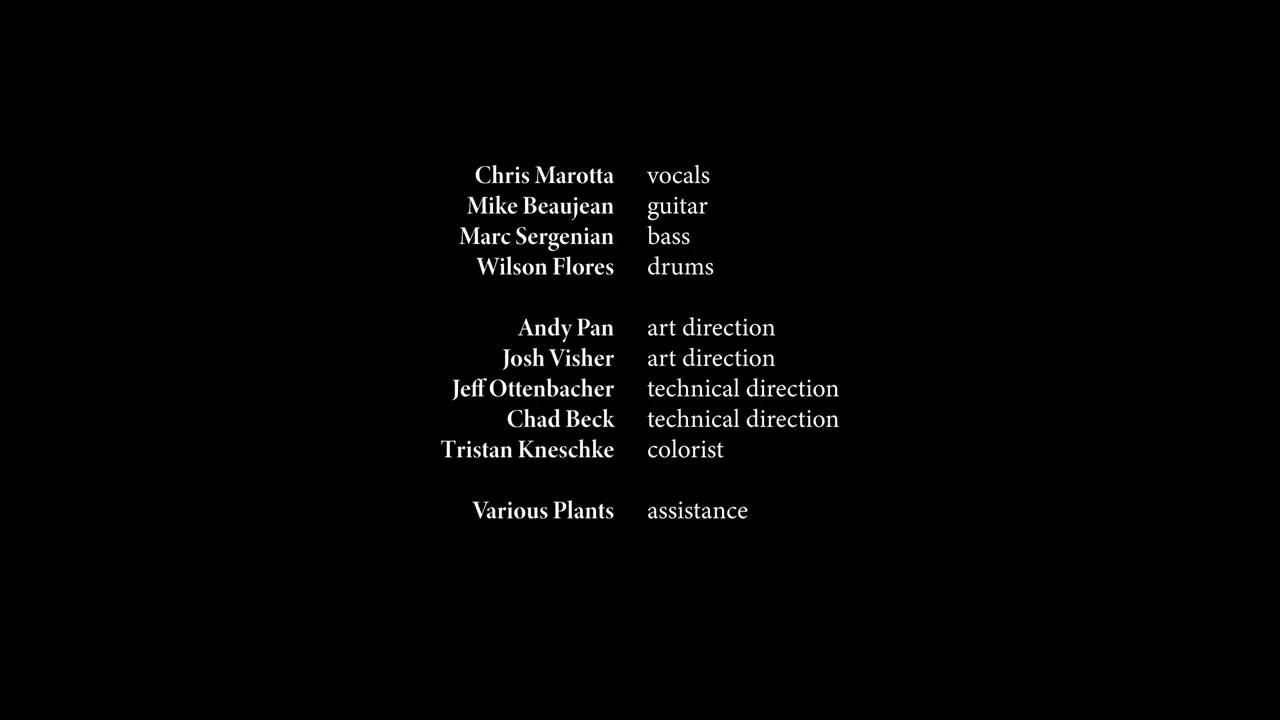 Chris Marotta vocals
Mike Beaujean guitar
Marc Sergenian bass
Wilson Flores drums
Andy Pan art direction
Josh Visher art direction
Jeff Ottenbacher technical direction
Chad Beck technical direction
Tristan Kneschke colorist
Various Plants assistance